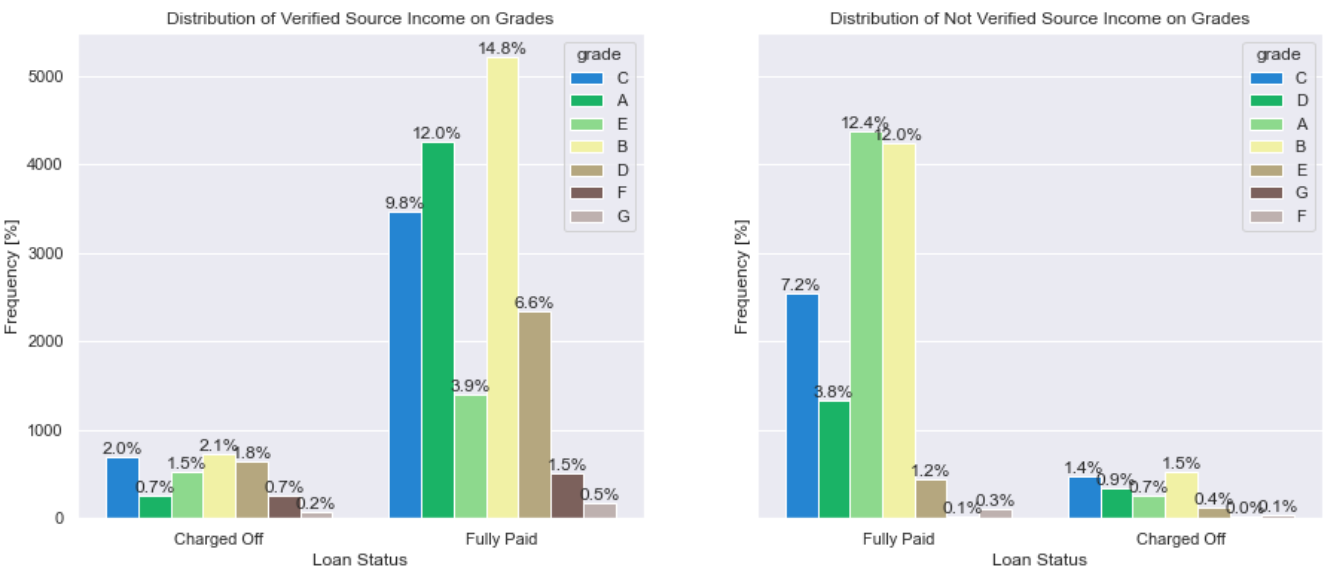 Distribution of Verified Source Income on Grades
Frequency [%]
5000
4000
3000
2000
1000
0
2.0%
0.7%
1.5%
2.1%
1.8%
0.7%
0.2%
9.8%
12.0%
3.9%
14.8%
6.6%
1.5%
0.5%
grade
C
A
E
B
D
F
G
Charged Off
Fully Paid
Loan Status
Distribution of Not Verified Source Income on Grades
Frequency [%]
7.2%
3.8%
12.4%
12.0%
1.2%
0.1%
0.3%
1.4%
0.9%
0.7%
1.5%
0.4%
0.0%
0.1%
grade
C
D
A
B
E
G
F
Fully Paid
Charged Off
Loan Status